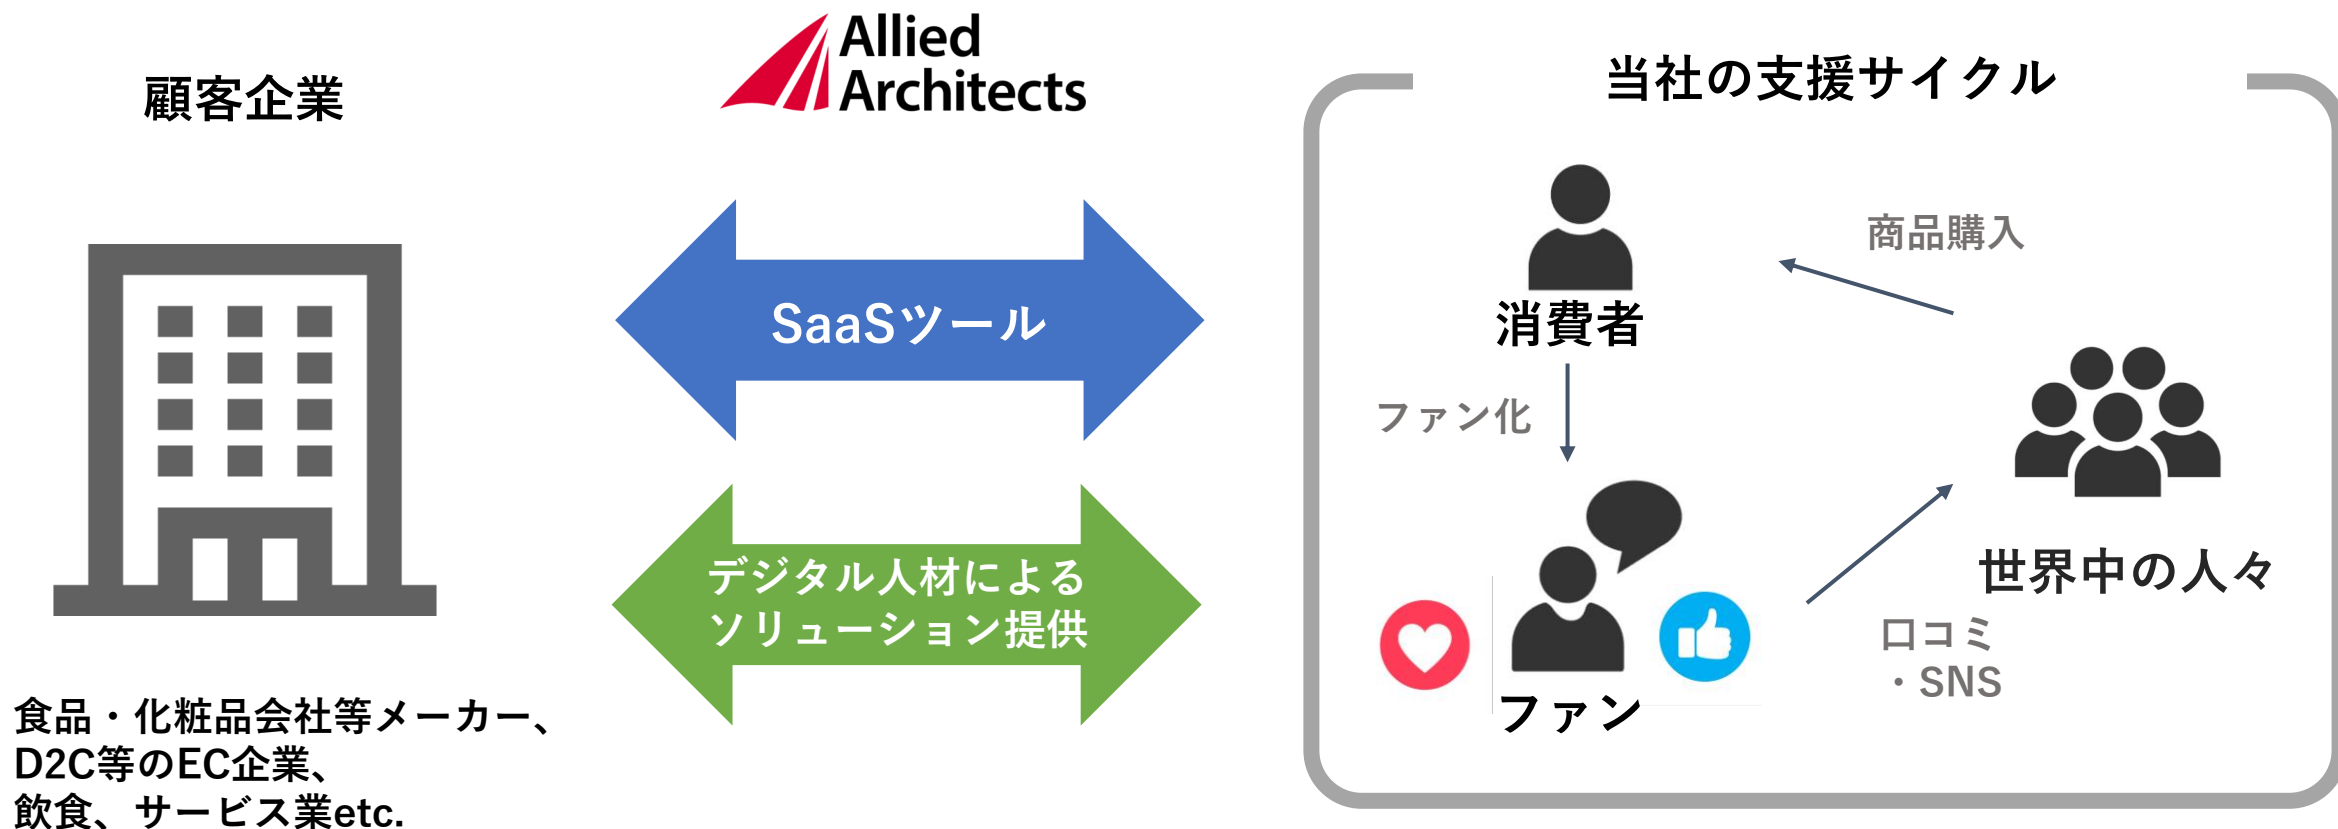 顧客企業
食品・化粧品会社等メーカー、
D2C等のEC企業、
飲食、サービス業etc.
Allied
Architects
SaaSツール
デジタル人材による
ソリューション提供
当社の支援サイクル
消費者
商品購入
ファン化
世界中の人々
ファン
口コミ
・SNS